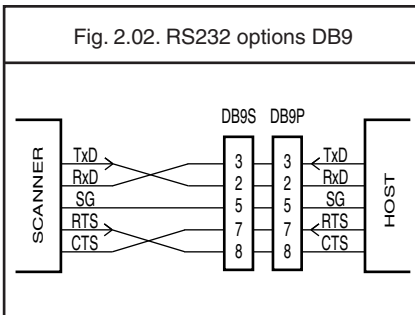 Fig. 2.02. RS232 options DB9
DB9S DB9P
SCANNER
TxD 3 3 TxD
RxD 2 2 RxD
SG 5 5 SG
RTS 7 7 RTS
CTS 8 8 CTS
HOST